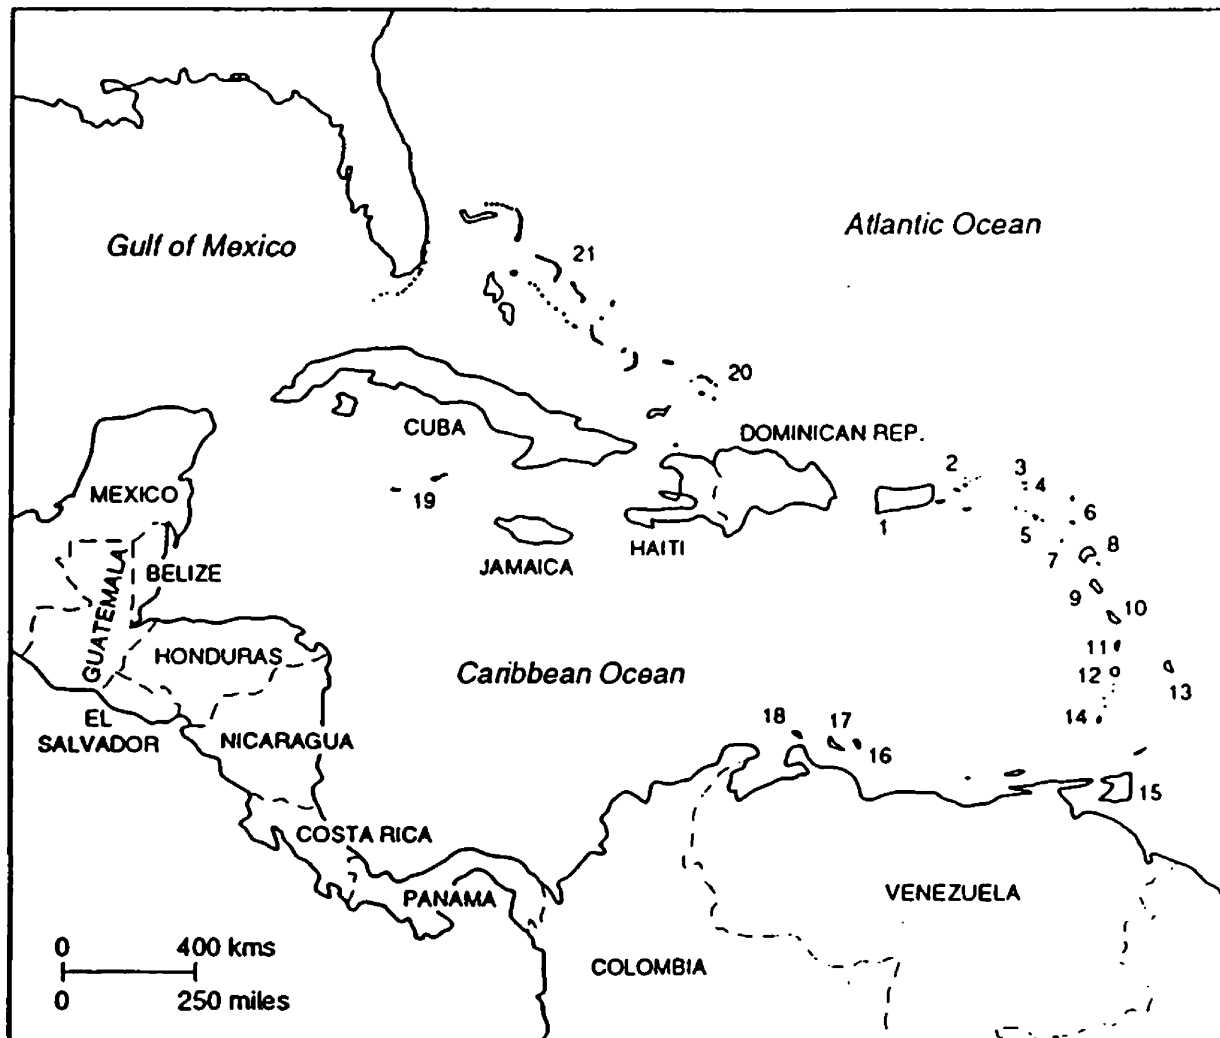 Gulf of Mexico
Atlantic Ocean
21
20
CUBA
DOMINICAN REP.
MEXICO
19
2
3
4
1
5
6
JAMAICA
HAITI
7
8
BELIZE
GUATEMALA
9
10
HONDURAS
11
Caribbean Ocean
12
13
EL
SALVADOR
NICARAGUA
14
18
17
16
15
COSTA RICA
PANAMA
VENEZUELA
COLOMBIA
0 400 kms
0 250 miles